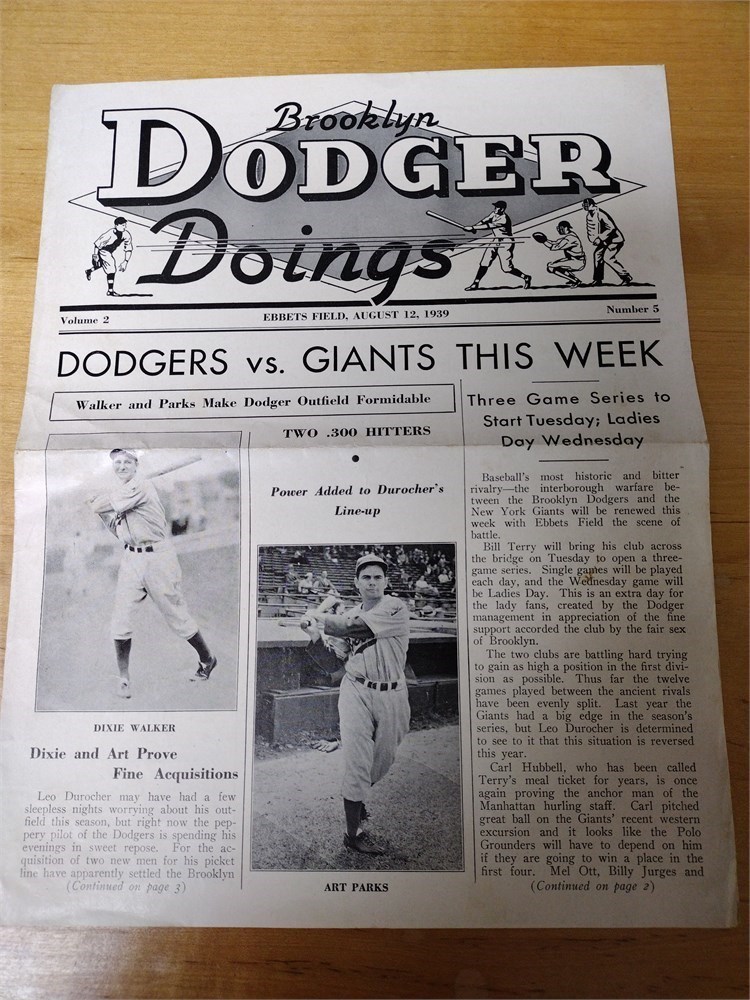 Brooklyn
DODGER
Doings
Volume 2
EBBETS FIELD, AUGUST 12, 1939
Number 5
DODGERS vs. GIANTS THIS WEEK
Walker and Parks Make Dodger Outfield Formidable
TWO .300 HITTERS
Power Added to Durocher's
Line-up
DIXIE WALKER
Dixie and Art Prove
Fine Acquisitions
Leo Durocher may have had a few
sleepless nights worrying about his out-
field this season, but right now the pep-
pery pilot of the Dodgers is spending his
evenings in sweet repose. For the ac-
quisition of two new men for his picket
line have apparently settled the Brooklyn
(Continued on page 3)
ART PARKS
Three Game Series to
Start Tuesday; Ladies
Day Wednesday
Baseball's most historic and bitter
rivalry—the interborough warfare be-
tween the Brooklyn Dodgers and the
New York Giants will be renewed this
week with Ebbets Field the scene of
battle.
Bill Terry will bring his club across
the bridge on Tuesday to open a three-
game series. Single games will be played
each day, and the Wednesday game will
be Ladies Day. This is an extra day for
the lady fans, created by the Dodger
management in appreciation of the fine
support accorded the club by the fair sex
of Brooklyn.
The two clubs are battling hard trying
to gain as high a position in the first divi-
sion as possible. Thus far the twelve
games played between the ancient rivals
have been evenly split. Last year the
Giants had a big edge in the season's
series, but Leo Durocher is determined
to see to it that this situation is reversed
this year.
Carl Hubbell, who has been called
Terry's meal ticket for years, is once
again proving the anchor man of the
Manhattan hurling staff. Carl pitched
great ball on the Giants' recent western
excursion and it looks like the Polo
Grounders will have to depend on him
if they are going to win a place in the
first four. Mel Ott, Billy Jurges and
(Continued on page 2)